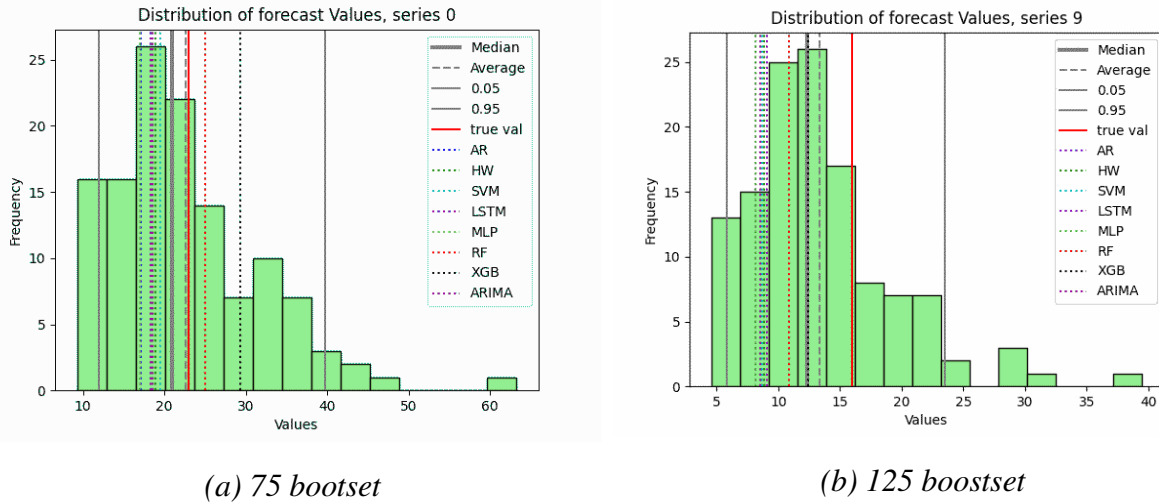 Distribution of forecast Values, series 0
Frequency
25
20
15
10
5
0
10 20 30 40 50 60
Values
Median
Average
0.05
0.95
true val
AR
HW
SVM
LSTM
MLP
RF
XGB
ARIMA
(a) 75 bootset
Distribution of forecast Values, series 9
Frequency
25
20
15
10
5
0
5 10 15 20 25 30 35 40
Values
Median
Average
0.05
0.95
true val
AR
HW
SVM
LSTM
MLP
RF
XGB
ARIMA
(b) 125 boostset